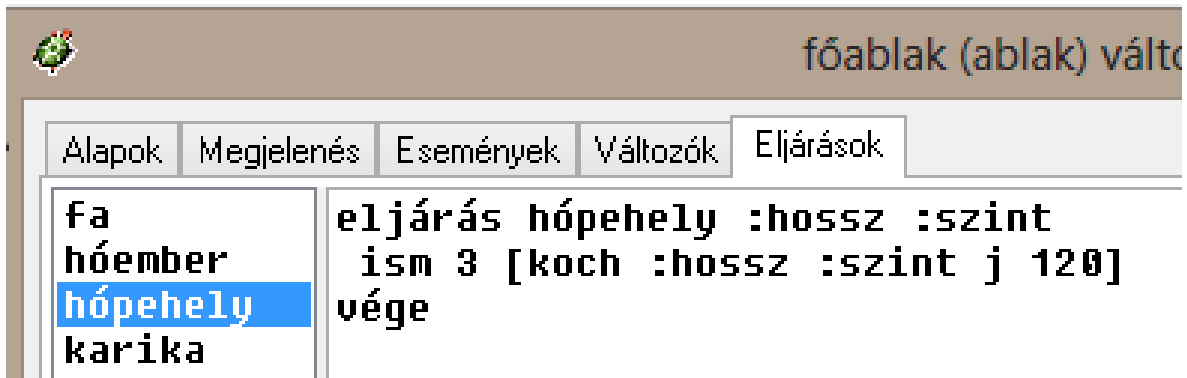 főablak (ablak)válto
Alapok Megjelenés Események Változók Eljárások
fa
hóember
hópehely
karika
eljárás hópehely :hossz :szint
ism 3 [koch :hossz :szint j 120]
vége